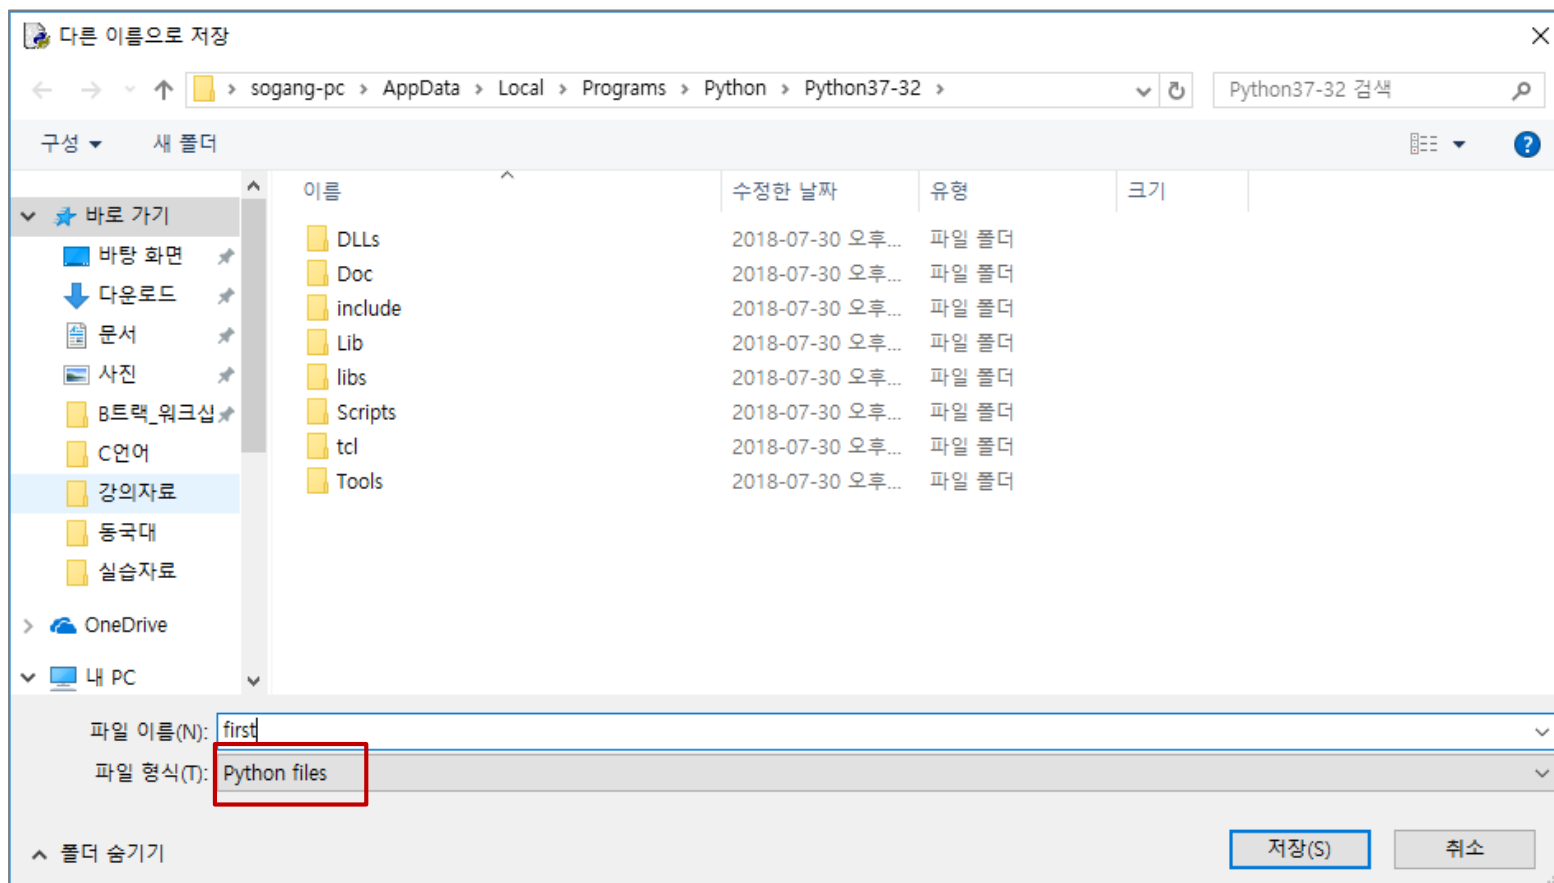 다른 이름으로 저장
sogang-pc > AppData > Local > Programs > Python > Python37-32 >
Python37-32 검색
구성
새 폴더
이름 수정한 날짜 유형 크기
바로 가기
바탕 화면
다운로드
문서
사진
B트랙_워크십
C언어
강의자료
동국대
실습자료
OneDrive
내 PC
DLLs 2018-07-30 오후... 파일 폴더
Doc 2018-07-30 오후... 파일 폴더
include 2018-07-30 오후... 파일 폴더
Lib 2018-07-30 오후... 파일 폴더
libs 2018-07-30 오후... 파일 폴더
Scripts 2018-07-30 오후... 파일 폴더
tcl 2018-07-30 오후... 파일 폴더
Tools 2018-07-30 오후... 파일 폴더
파일 이름(N): first
파일 형식(T): Python files
폴더 숨기기
저장(S)
취소